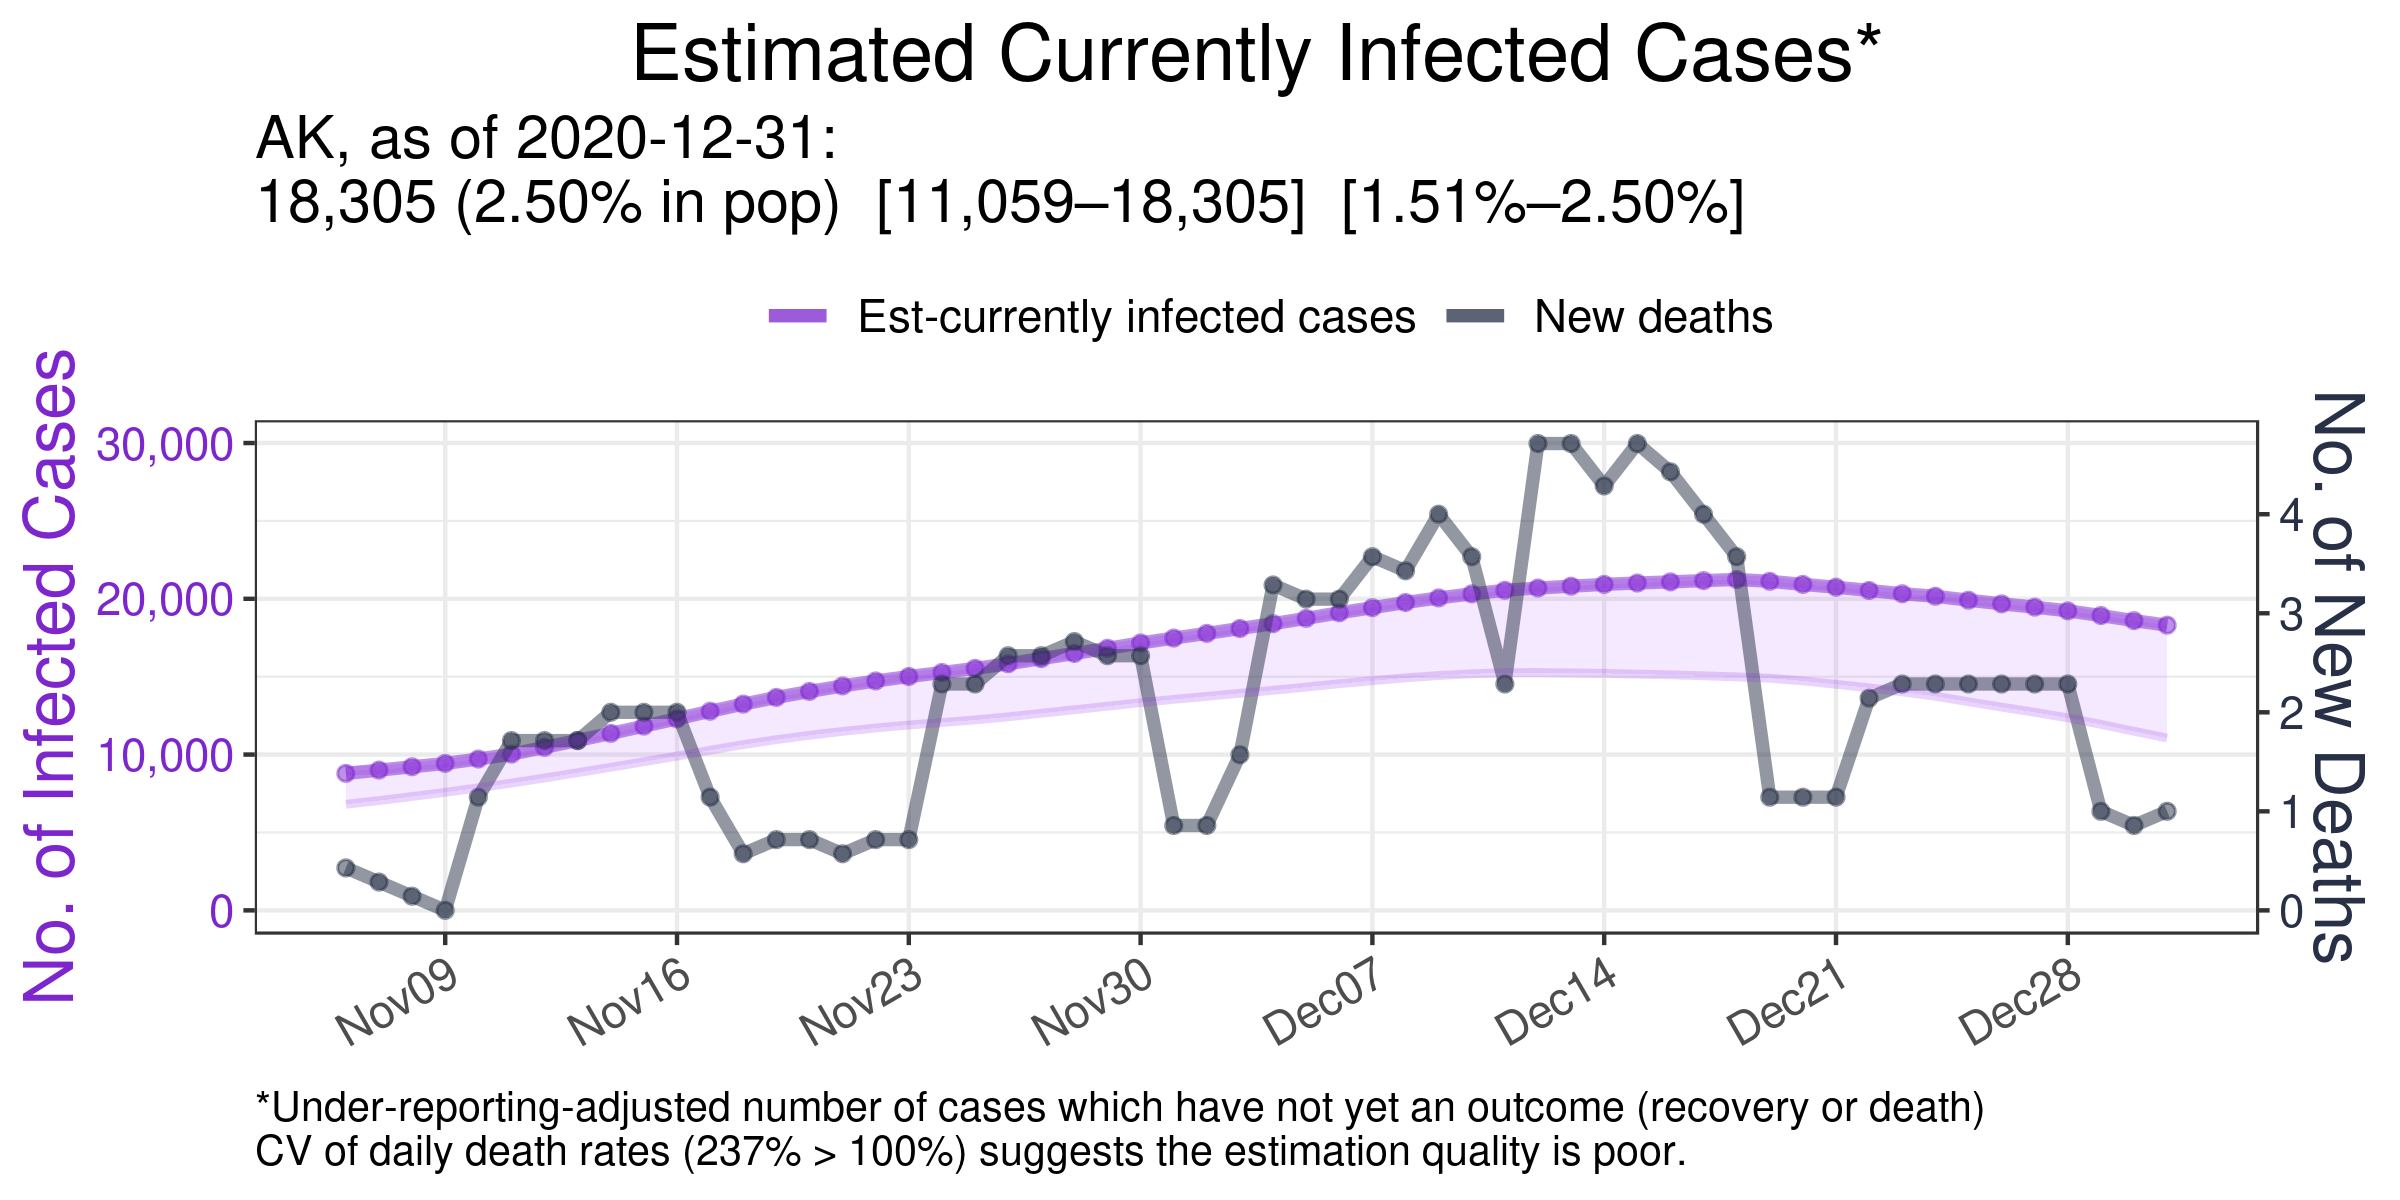 Estimated Currently Infected Cases*
AK, as of 2020-12-31:
18,305 (2.50% in pop)  [11,059–18,305]  [1.51%–2.50%]
Est-currently infected cases
New deaths
No. of Infected Cases
30,000
20,000
10,000
0
4
3
2
1
0
No. of New Deaths
Nov09
Nov16
Nov23
Nov30
Dec07
Dec14
Dec21
Dec28
*Under-reporting-adjusted number of cases which have not yet an outcome (recovery or death)
CV of daily death rates (237% > 100%) suggests the estimation quality is poor.